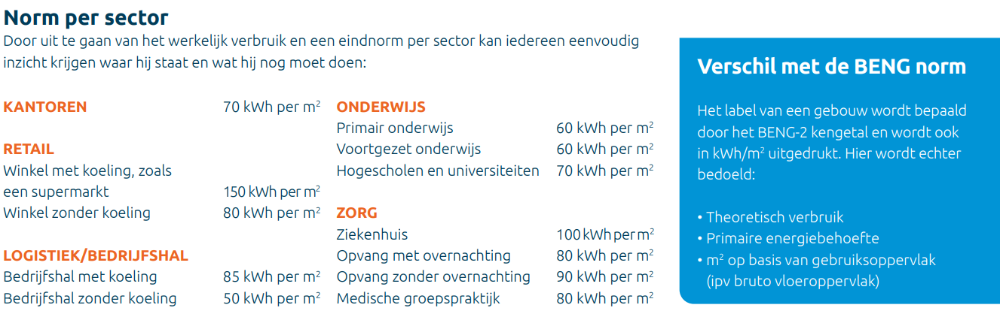 Norm per sector
Door uit te gaan van het werkelijk verbruik en een eindnorm per sector kan iedereen eenvoudig
inzicht krijgen waar hij staat en wat hij nog moet doen:
KANTOREN 70 kWh per m²
RETAIL
Winkel met koeling, zoals
een supermarkt 150 kWh per m²
Winkel zonder koeling 80 kWh per m²
LOGISTIEK/BEDRIJFSHAL
Bedrijfshal met koeling 85 kWh per m²
Bedrijfshal zonder koeling 50 kWh per m²
ONDERWIJS
Primair onderwijs 60 kWh per m²
Voortgezet onderwijs 60 kWh per m²
Hogescholen en universiteiten 70 kWh per m²
ZORG
Ziekenhuis 100 kWh per m²
Opvang met overnachting 80 kWh per m²
Opvang zonder overnachting 90 kWh per m²
Medische groepspraktijk 80 kWh per m²
Verschil met de BENG norm
Het label van een gebouw wordt bepaald
door het BENG-2 kengetal en wordt ook
in kWh/m² uitgedrukt. Hier wordt echter
bedoeld:
• Theoretisch verbruik
• Primaire energiebehoefte
• m² op basis van gebruiksoppervlak
(ipv bruto vloeroppervlak)